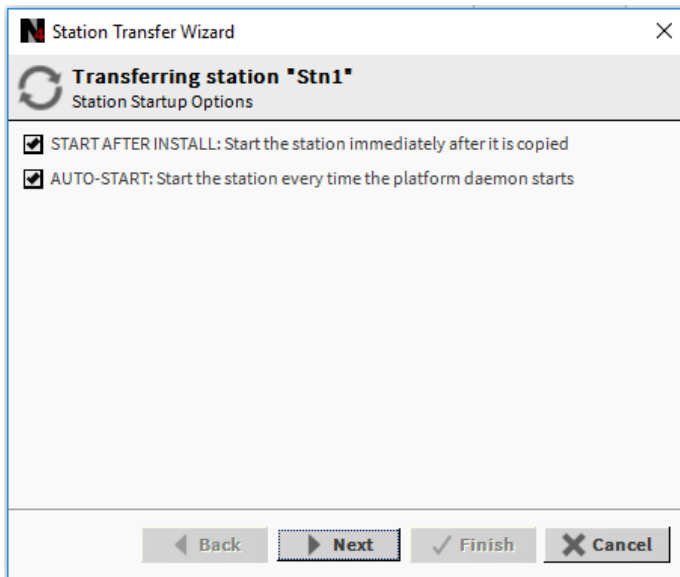 Station Transfer Wizard
Transferring station "Stn1"
Station Startup Options
START AFTER INSTALL: Start the station immediately after it is copied
AUTO-START: Start the station every time the platform daemon starts
Back
Next
Finish
Cancel